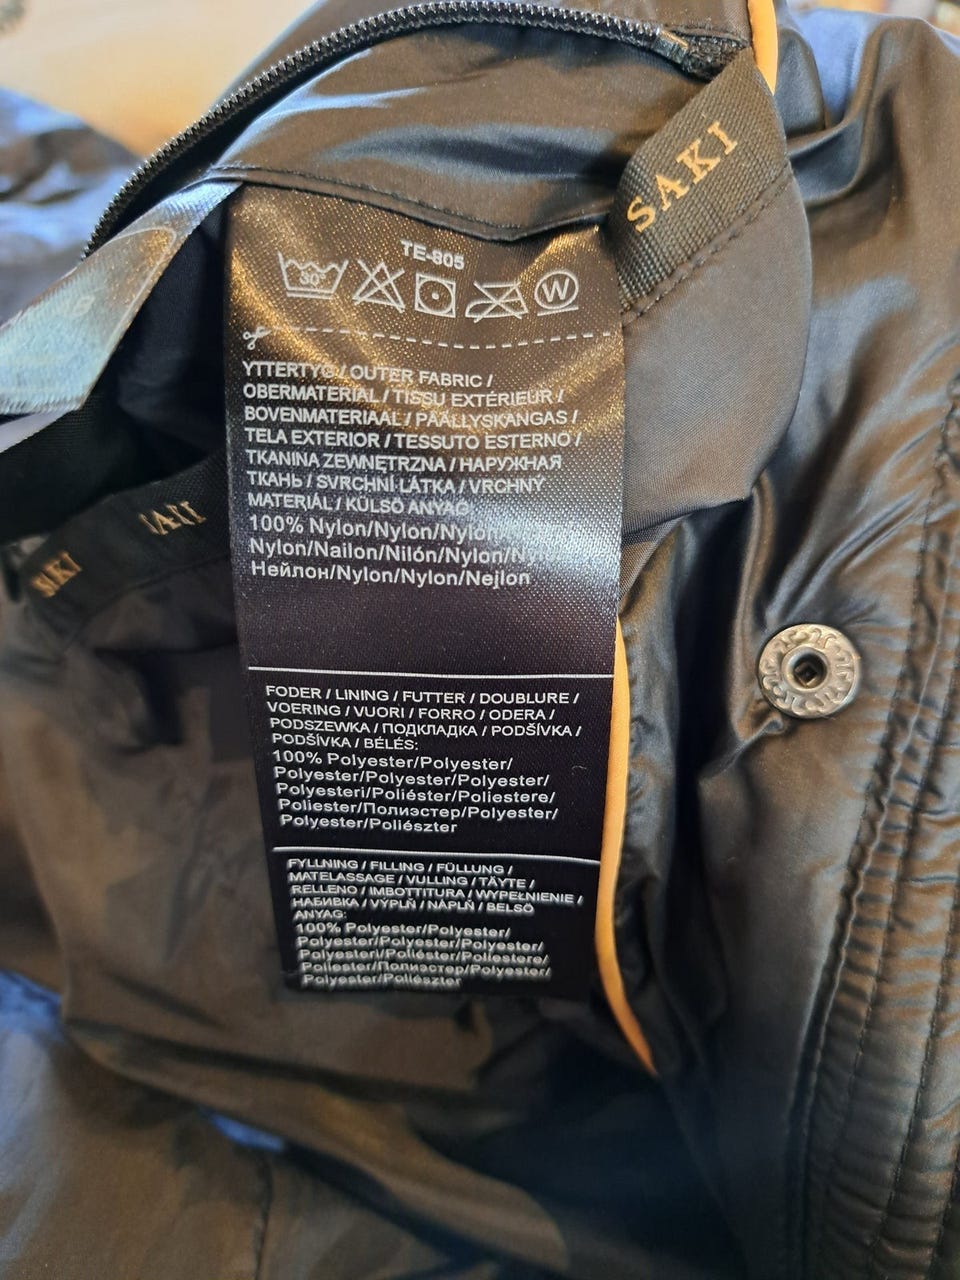 SAKI
TE-805
30
W
YTTERTYG / OUTER FABRIC /
OBERMATERIAL / TISSU EXTÉRIEUR /
BOVENMATERIAAL / PÄÄLLYSKANGAS /
TELA EXTERIOR / TESSUTO ESTERNO /
TKANINA ZEWNĘTRZNA / НАРУЖНАЯ
ТКАНЬ / SVRCHNÍ LÁTKA / VRCHNÝ
MATERIÁL / KÜLSŐ ANYAG:
100% Nylon/Nylon/Nylon
Nylon/Nailon/Nilón/Nylon/
Нейлон/Nylon/Nylon/Nejlon
FODER / LINING / FUTTER / DOUBLURE /
VOERING / VUORI / FORRO / ODERA /
PODSZEWKA / ПОДКЛАДКА / PODŠÍVKA /
PODŠÍVKA / BÉLÉS:
100% Polyester/Polyester/
Polyester/Polyester/Polyester/
Polyesteri/Poliéster/Poliestere/
Poliester/Полиэстер/Polyester/
Polyester/Poliészter
FYLLNING / FILLING / FÜLLUNG /
MATELASSAGE / VULLING / TÄYTE /
RELLENO / IMBOTTITURA / WYPEŁNIENIE /
НАБИВКА / VÝPLŇ / NÁPLŇ / BELSŐ
ANYAG:
100% Polyester/Polyester/
Polyester/Polyester/Polyester/
Polyesteri/Poliéster/Poliestere/
Poliester/Полиэстер/Polyester/
Polyester/Poliészter
SAKI